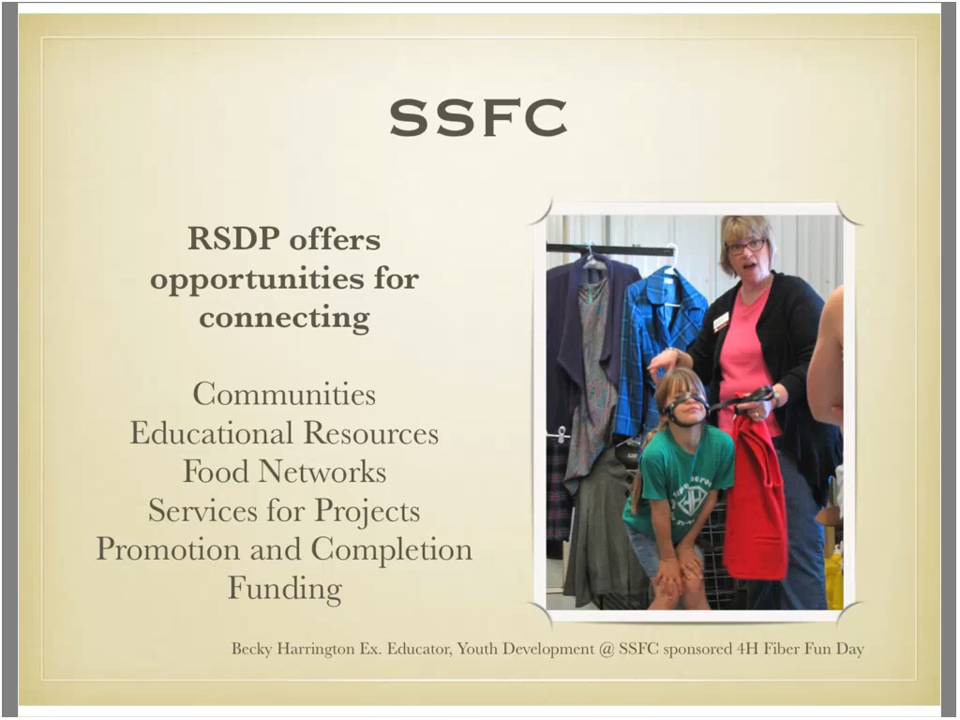 SSFC
RSDP offers
opportunities for
connecting
Communities
Educational Resources
Food Networks
Services for Projects
Promotion and Completion
Funding
Becky Harrington Ex. Educator, Youth Development @ SSFC sponsored 4H Fiber Fun Day